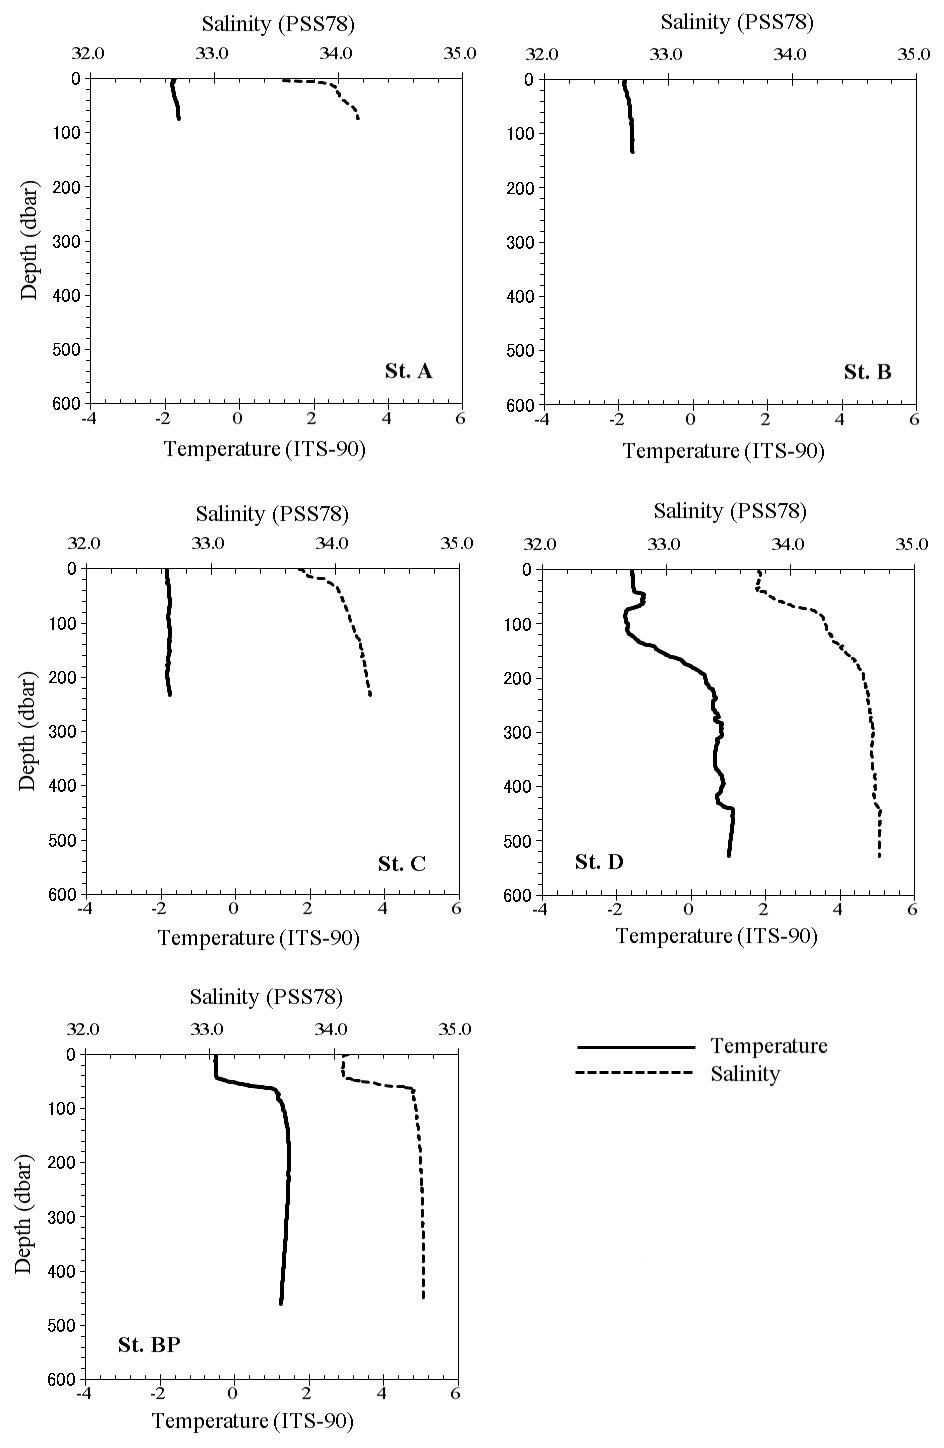 Salinity (PSS78)
32.0 33.0 34.0 35.0
0
100
200
300
400
500
600
Depth (dbar)
St. A
-4 -2 0 2 4 6
Temperature (ITS-90)
Salinity (PSS78)
32.0 33.0 34.0 35.0
0
100
200
300
400
500
600
St. B
-4 -2 0 2 4 6
Temperature (ITS-90)
Salinity (PSS78)
32.0 33.0 34.0 35.0
0
100
200
300
400
500
600
Depth (dbar)
St. C
-4 -2 0 2 4 6
Temperature (ITS-90)
Salinity (PSS78)
32.0 33.0 34.0 35.0
0
100
200
300
400
500
600
St. D
-4 -2 0 2 4 6
Temperature (ITS-90)
Salinity (PSS78)
32.0 33.0 34.0 35.0
0
100
200
300
400
500
600
Depth (dbar)
St. BP
-4 -2 0 2 4 6
Temperature (ITS-90)
Temperature
Salinity